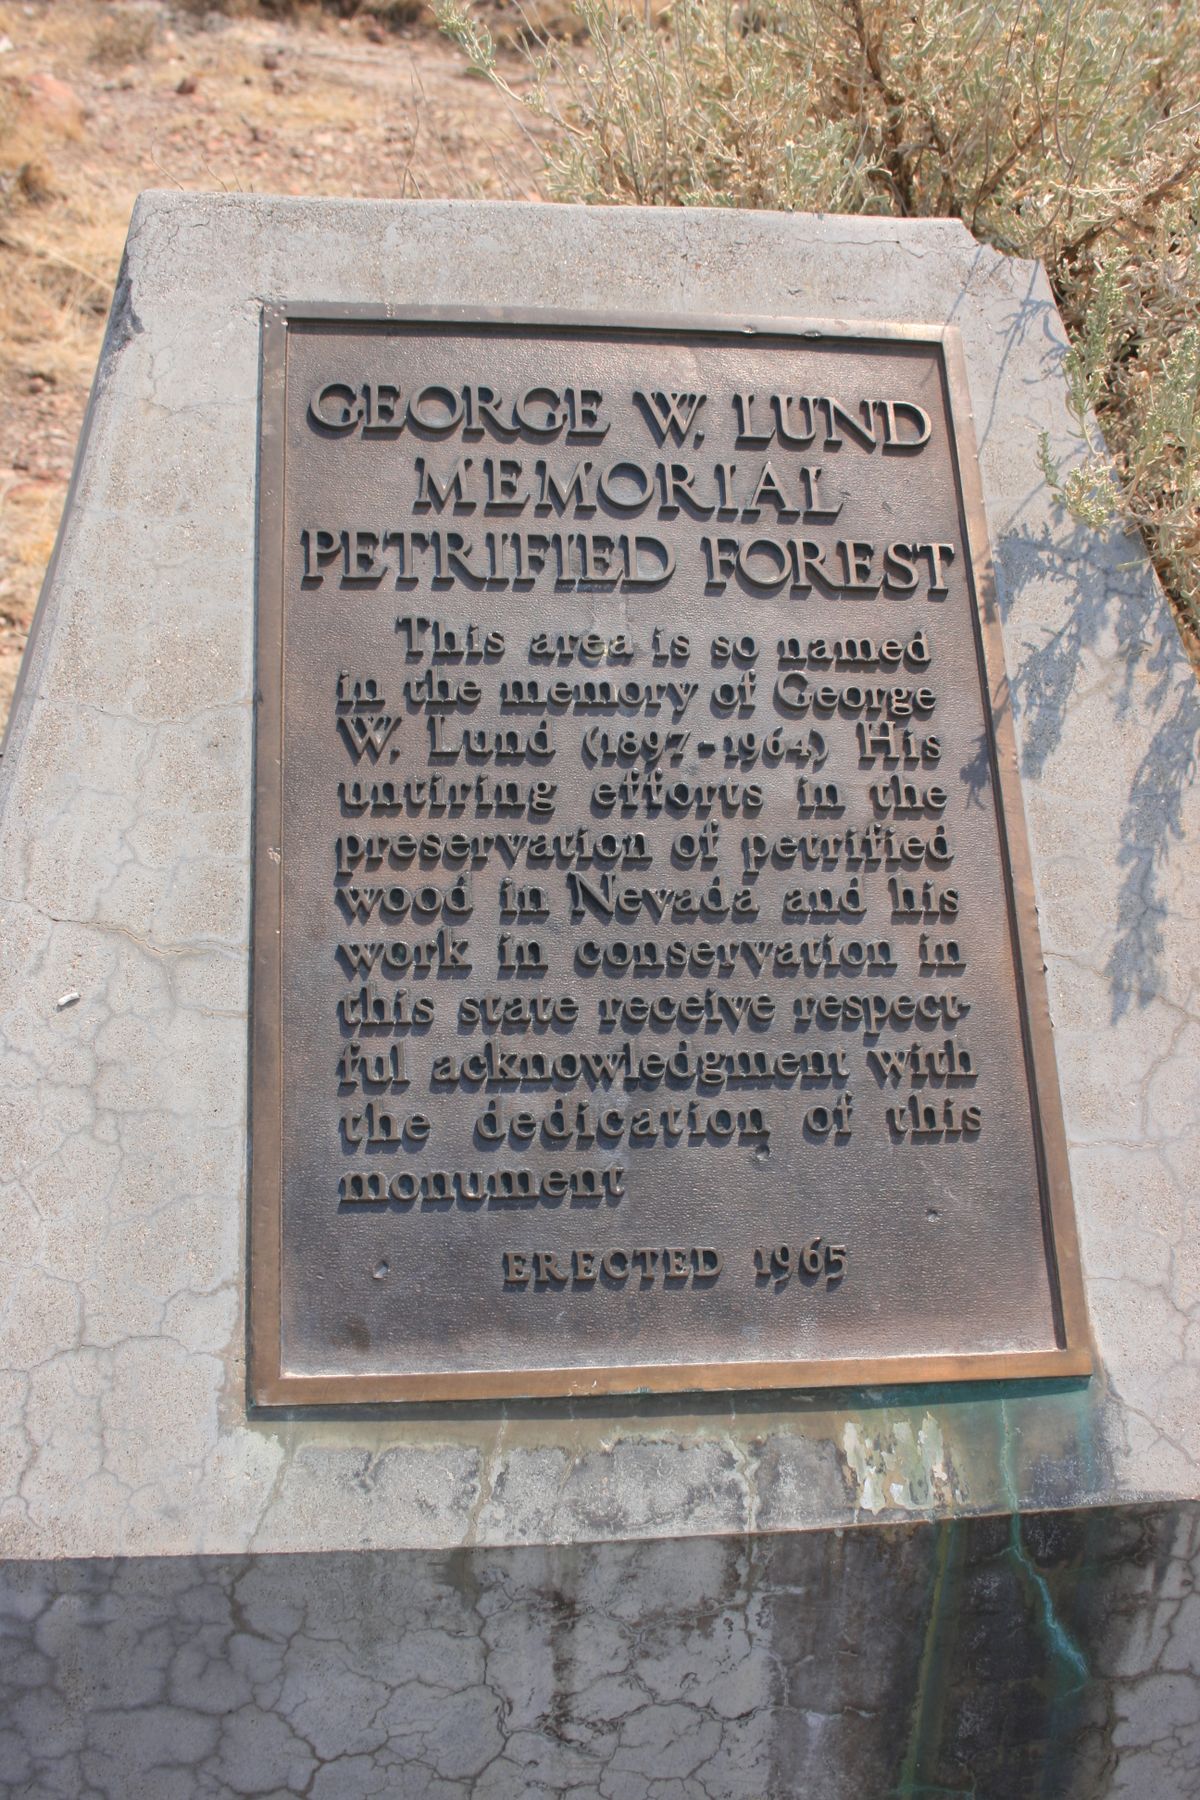 GEORGE W. LUND
MEMORIAL
PETRIFIED FOREST
This area is so named
in the memory of George
W. Lund (1897-1964) His
untiring efforts in the
preservation of petrified
wood in Nevada and his
work in conservation in
this state receive respect-
ful acknowledgment with
the dedication of this
monument
ERECTED 1965